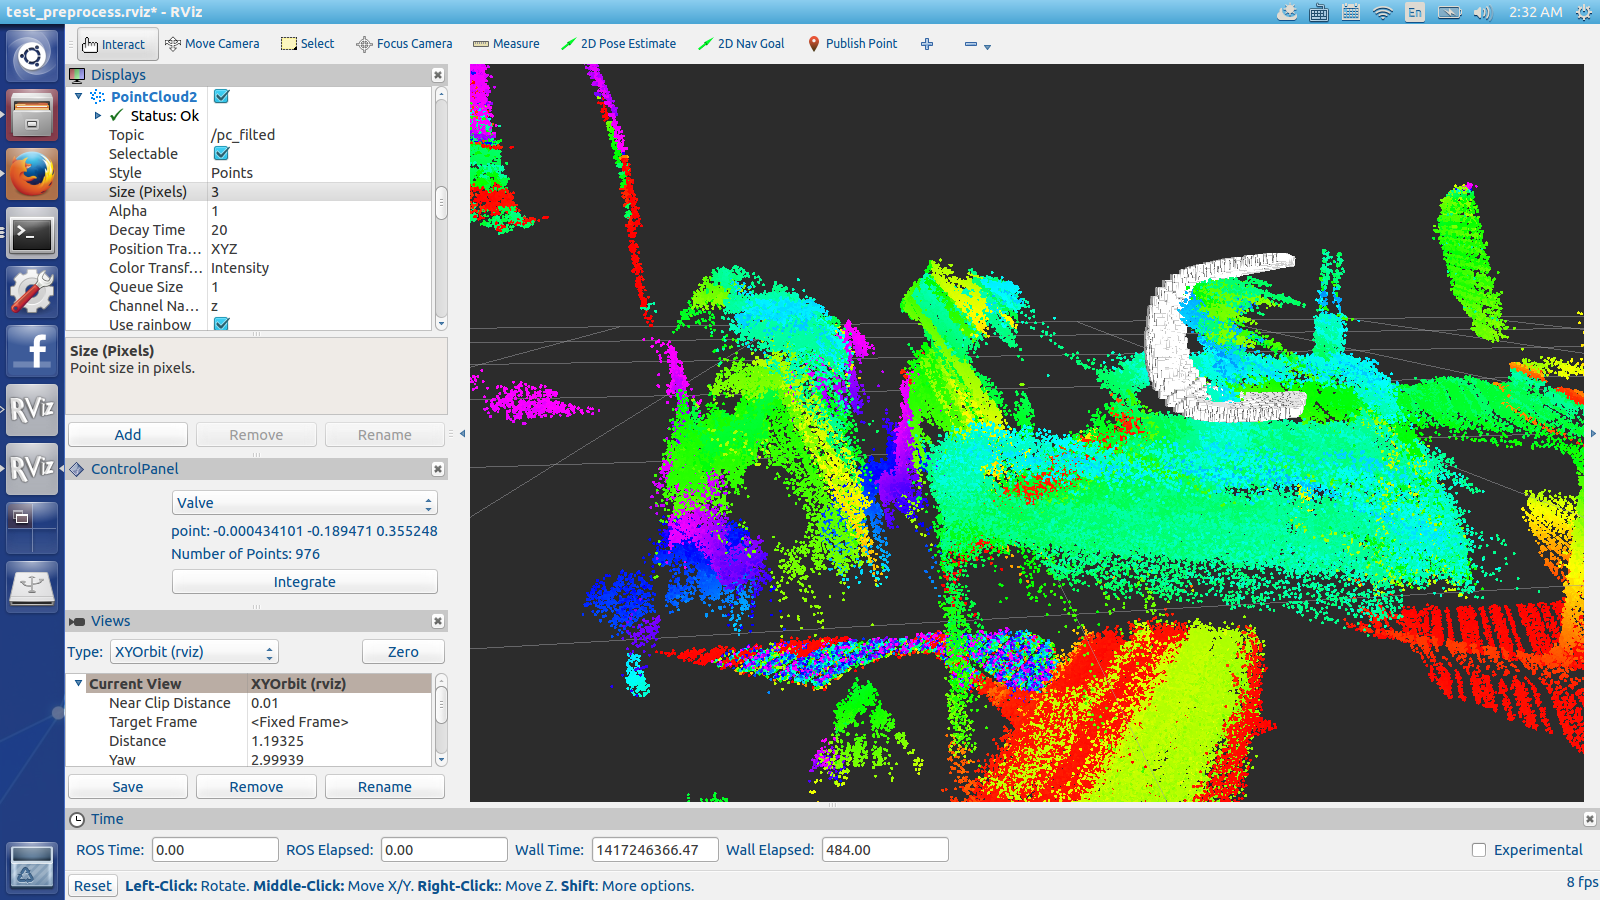 test_preprocess.rviz* - RViz
En
2:32 AM
Interact
Move Camera
Select
Focus Camera
Measure
2D Pose Estimate
2D Nav Goal
Publish Point
Displays
PointCloud2
Status: Ok
Topic /pc_filted
Selectable
Style Points
Size (Pixels) 3
Alpha 1
Decay Time 20
Position Tra... XYZ
Color Transf... Intensity
Queue Size 1
Channel Na... z
Use rainbow
Size (Pixels)
Point size in pixels.
Add Remove Rename
ControlPanel
Valve
point: -0.000434101 -0.189471 0.355248
Number of Points: 976
Integrate
Views
Type: XYOrbit (rviz) Zero
Current View XYOrbit (rviz)
Near Clip Distance 0.01
Target Frame <Fixed Frame>
Distance 1.19325
Yaw 2.99939
Save Remove Rename
Time
ROS Time: 0.00 ROS Elapsed: 0.00 Wall Time: 1417246366.47 Wall Elapsed: 484.00 Experimental
Reset Left-Click: Rotate. Middle-Click: Move X/Y. Right-Click:: Move Z. Shift: More options. 8 fps
RViz
RViz